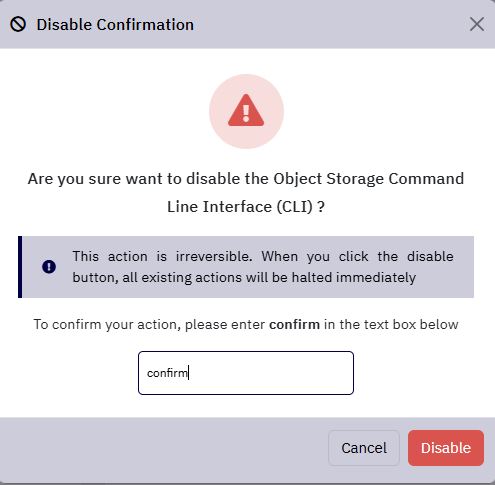 Disable Confirmation
Are you sure want to disable the Object Storage Command
Line Interface (CLI) ?
This action is irreversible. When you click the disable
button, all existing actions will be halted immediately
To confirm your action, please enter confirm in the text box below
confirm
Cancel
Disable